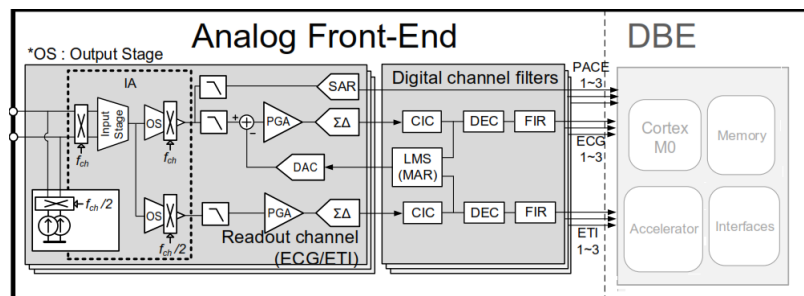 Analog Front-End
DBE
*OS : Output Stage
IA
Input
Stage
OS
fch
fch
SAR
PGA
ΣΔ
DAC
fch/2
OS
fch/2
PGA
ΣΔ
Readout channel
(ECG/ETI)
Digital channel filters
CIC
DEC
FIR
LMS
(MAR)
CIC
DEC
FIR
PACE
1~3
ECG
1~3
ETI
1~3
Cortex
M0
Memory
Accelerator
Interfaces
+
−